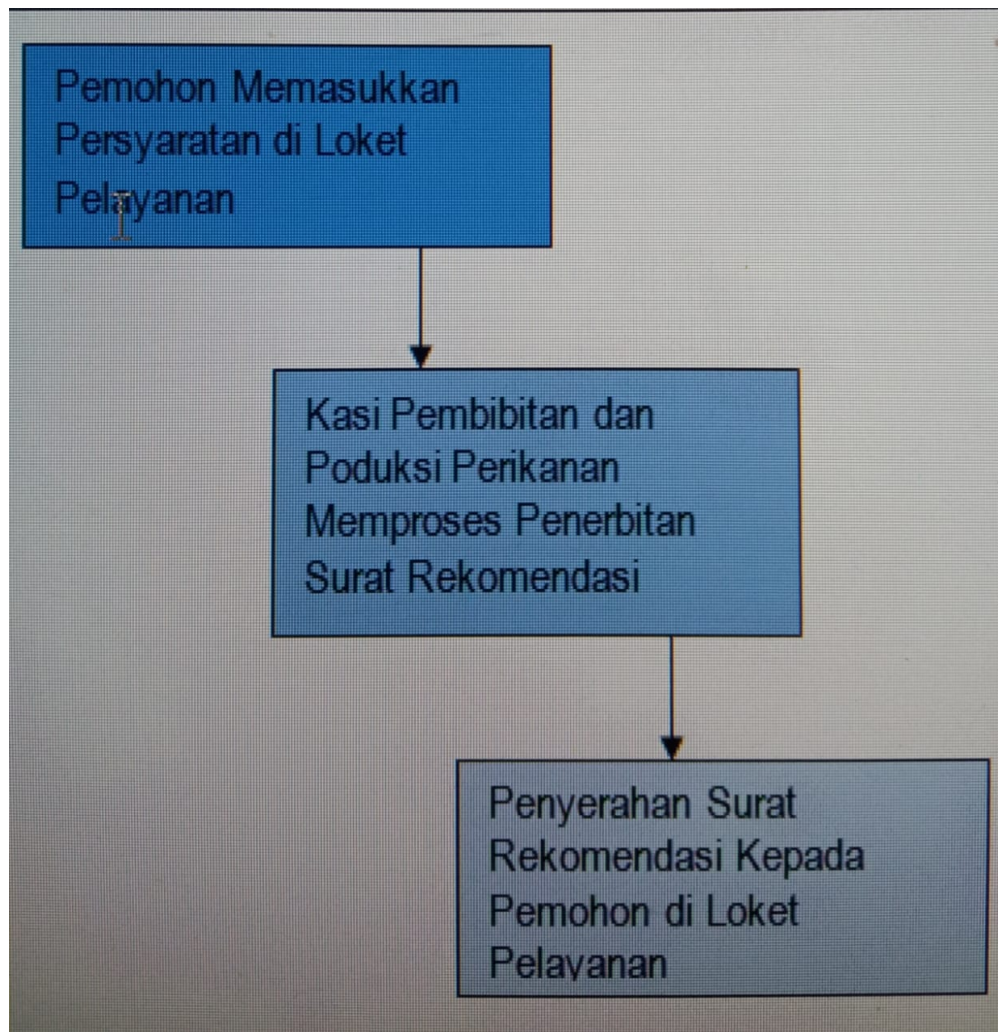 Pemohon Memasukkan
Persyaratan di Loket
Pelayanan
Kasi Pembibitan dan
Poduksi Perikanan
Memproses Penerbitan
Surat Rekomendasi
Penyerahan Surat
Rekomendasi Kepada
Pemohon di Loket
Pelayanan